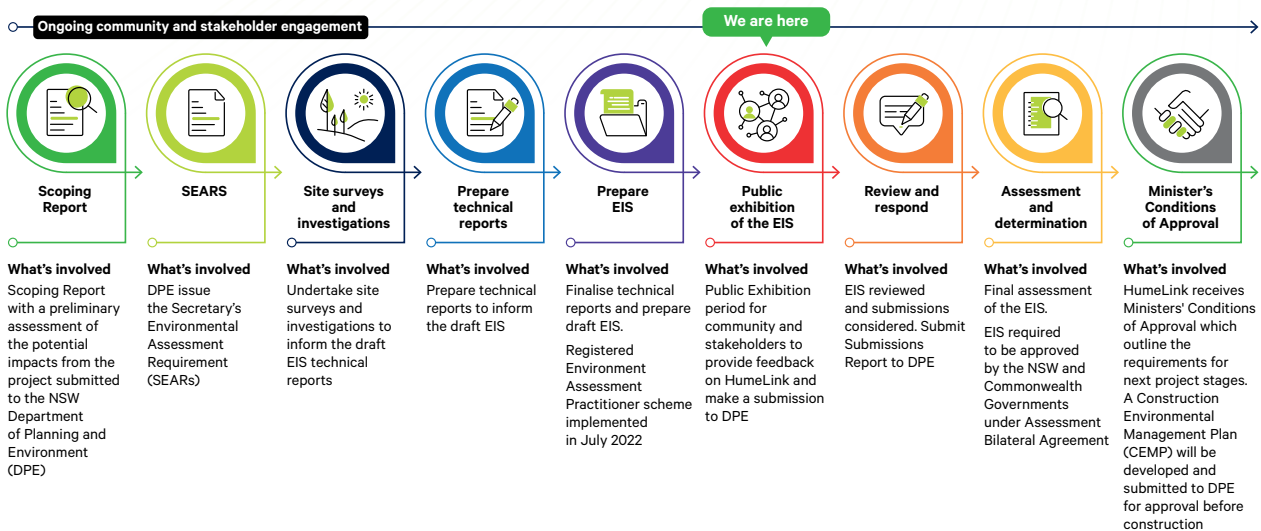 Ongoing community and stakeholder engagement
We are here
Scoping
Report
What's involved
Scoping Report
with a preliminary
assessment of
the potential
impacts from the
project submitted
to the NSW
Department
of Planning and
Environment
(DPE)
SEARS
What's involved
DPE issue
the Secretary's
Environmental
Assessment
Requirement
(SEARs)
Site surveys
and
investigations
What's involved
Undertake site
surveys and
investigations to
inform the draft
EIS technical
reports
Prepare
technical
reports
What's involved
Prepare technical
reports to inform
the draft EIS
Prepare
EIS
What's involved
Finalise technical
reports and prepare
draft EIS.
Registered
Environment
Assessment
Practitioner scheme
implemented
in July 2022
Public
exhibition
of the EIS
What's involved
Public Exhibition
period for
community and
stakeholders to
provide feedback
on HumeLink and
make a submission
to DPE
Review and
respond
What's involved
EIS reviewed
and submissions
considered. Submit
Submissions
Report to DPE
Assessment
and
determination
What's involved
Final assessment
of the EIS.
EIS required
to be approved
by the NSW and
Commonwealth
Governments
under Assessment
Bilateral Agreement
Minister's
Conditions
of Approval
What's involved
HumeLink receives
Ministers' Conditions
of Approval which
outline the
requirements for
next project stages.
A Construction
Environmental
Management Plan
(CEMP) will be
developed and
submitted to DPE
for approval before
construction